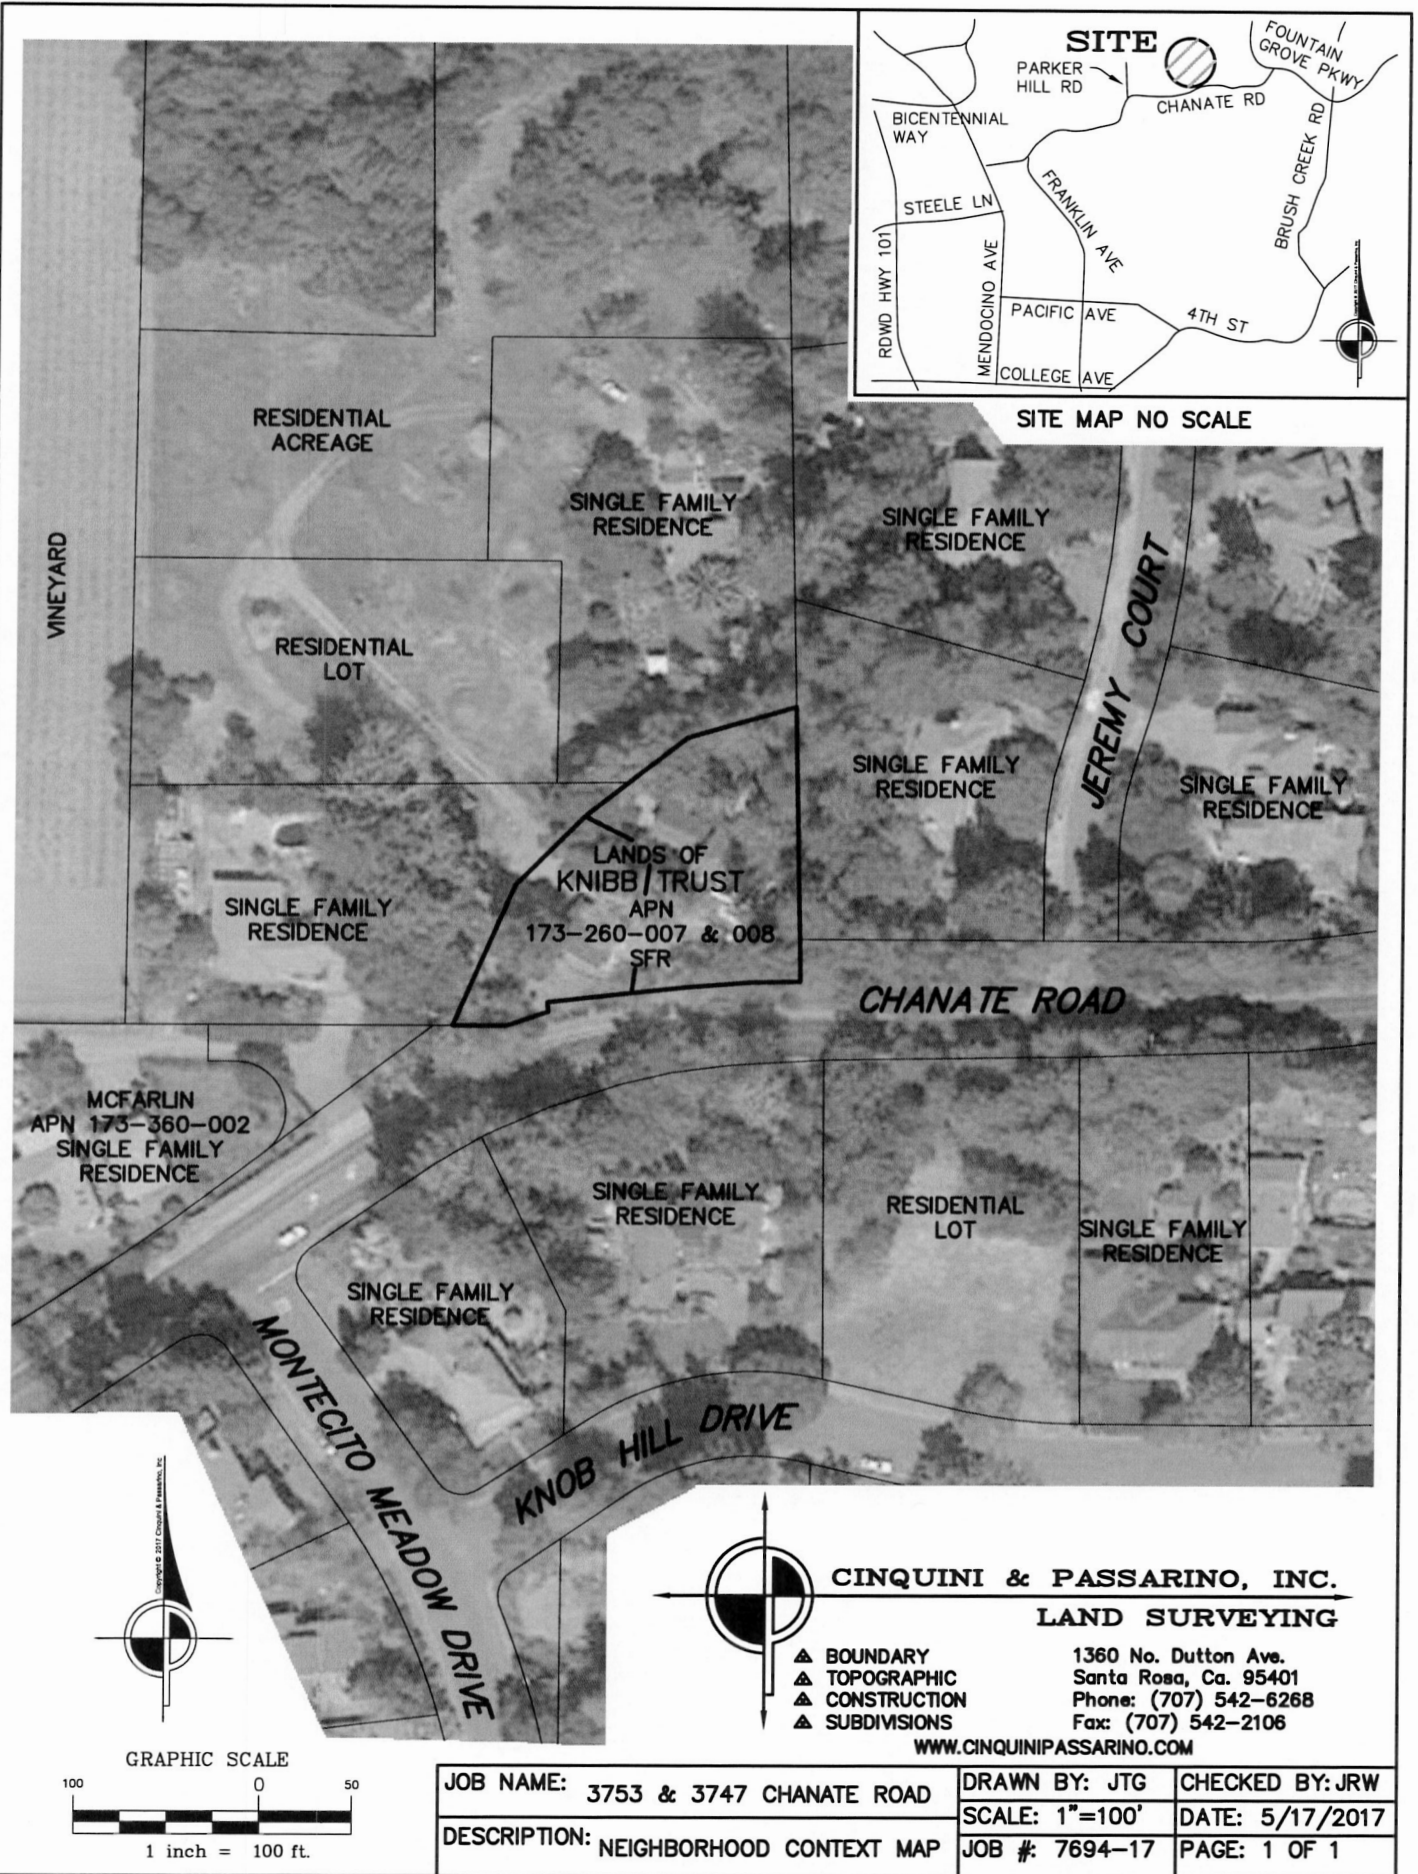 SITE
PARKER
HILL RD
FOUNTAIN
GROVE PKWY
CHANATE RD
BICENTENNIAL
WAY
BRUSH CREEK RD
FRANKLIN AVE
STEELE LN
RDWD HWY 101
MENDOCINO AVE
PACIFIC AVE
4TH ST
COLLEGE AVE
SITE MAP NO SCALE
RESIDENTIAL
ACREAGE
SINGLE FAMILY
RESIDENCE
SINGLE FAMILY
RESIDENCE
VINEYARD
JEREMY COURT
RESIDENTIAL
LOT
SINGLE FAMILY
RESIDENCE
SINGLE FAMILY
RESIDENCE
LANDS OF
KNIBB TRUST
APN
173-260-007 & 008
SFR
SINGLE FAMILY
RESIDENCE
CHANATE ROAD
MCFARLIN
APN 173-360-002
SINGLE FAMILY
RESIDENCE
SINGLE FAMILY
RESIDENCE
RESIDENTIAL
LOT
SINGLE FAMILY
RESIDENCE
SINGLE FAMILY
RESIDENCE
MONTECITO MEADOW DRIVE
KNOB HILL DRIVE
Copyright © 2017 Cinquini & Passarino, Inc.
CINQUINI & PASSARINO, INC.
LAND SURVEYING
BOUNDARY
TOPOGRAPHIC
CONSTRUCTION
SUBDIVISIONS
1360 No. Dutton Ave.
Santa Rosa, Ca. 95401
Phone: (707) 542-6268
Fax: (707) 542-2106
WWW.CINQUINIPASSARINO.COM
GRAPHIC SCALE
100 0 50
1 inch = 100 ft.
JOB NAME: 3753 & 3747 CHANATE ROAD
DESCRIPTION: NEIGHBORHOOD CONTEXT MAP
DRAWN BY: JTG
CHECKED BY: JRW
SCALE: 1"=100'
DATE: 5/17/2017
JOB #: 7694-17
PAGE: 1 OF 1